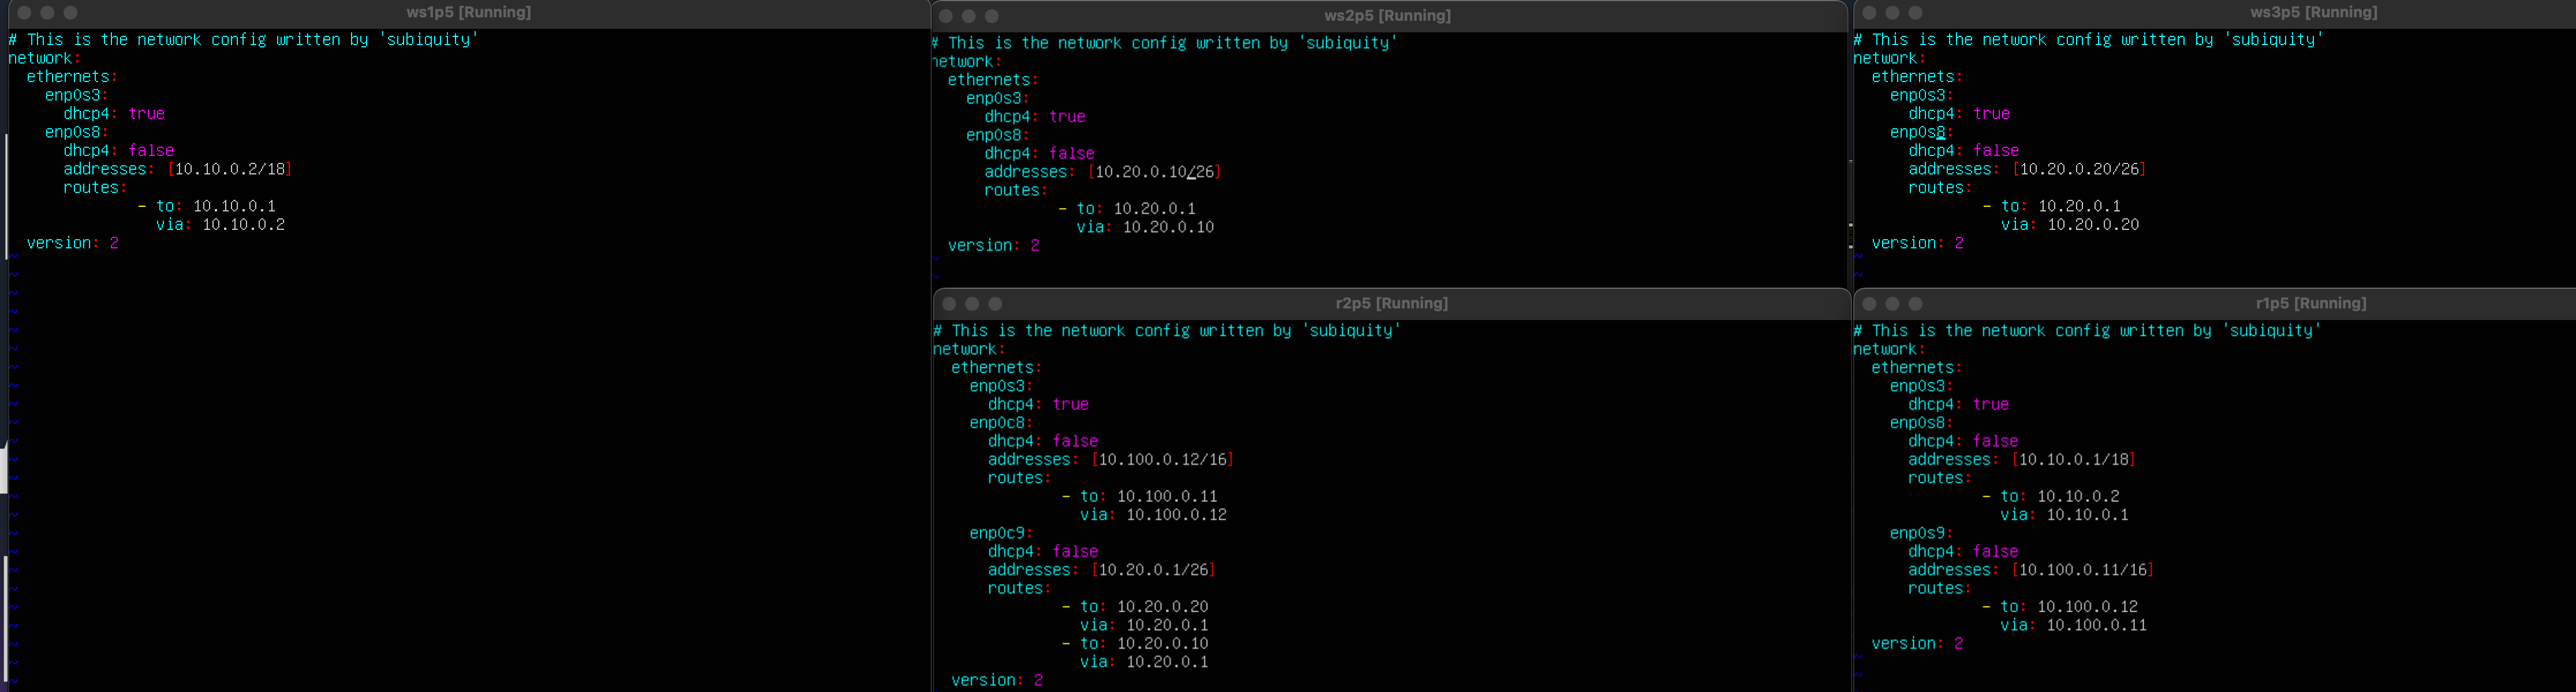 ws1p5 [Running]
# This is the network config written by 'subiquity'
network:
  ethernets:
    enp0s3:
      dhcp4: true
    enp0s8:
      dhcp4: false
      addresses: [10.10.0.2/18]
      routes:
              - to: 10.10.0.1
                via: 10.10.0.2
  version: 2
ws2p5 [Running]
# This is the network config written by 'subiquity'
network:
  ethernets:
    enp0s3:
      dhcp4: true
    enp0s8:
      dhcp4: false
      addresses: [10.20.0.10/26]
      routes:
              - to: 10.20.0.1
                via: 10.20.0.10
  version: 2
ws3p5 [Running]
# This is the network config written by 'subiquity'
network:
  ethernets:
    enp0s3:
      dhcp4: true
    enp0s8:
      dhcp4: false
      addresses: [10.20.0.20/26]
      routes:
              - to: 10.20.0.1
                via: 10.20.0.20
  version: 2
r2p5 [Running]
# This is the network config written by 'subiquity'
network:
  ethernets:
    enp0s3:
      dhcp4: true
    enp0c8:
      dhcp4: false
      addresses: [10.100.0.12/16]
      routes:
              - to: 10.100.0.11
                via: 10.100.0.12
    enp0c9:
      dhcp4: false
      addresses: [10.20.0.1/26]
      routes:
              - to: 10.20.0.20
                via: 10.20.0.1
              - to: 10.20.0.10
                via: 10.20.0.1
  version: 2
r1p5 [Running]
# This is the network config written by 'subiquity'
network:
  ethernets:
    enp0s3:
      dhcp4: true
    enp0s8:
      dhcp4: false
      addresses: [10.10.0.1/18]
      routes:
              - to: 10.10.0.2
                via: 10.10.0.1
    enp0s9:
      dhcp4: false
      addresses: [10.100.0.11/16]
      routes:
              - to: 10.100.0.12
                via: 10.100.0.11
  version: 2